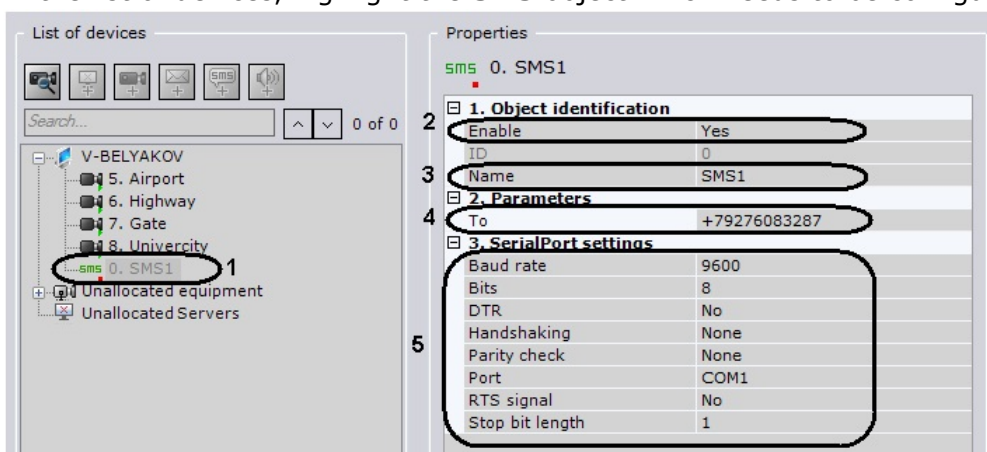 List of devices
sms
Search...
0 of 0
V-BELYAKOV
5. Airport
6. Highway
7. Gate
8. Univercity
sms 0. SMS1
1
Unallocated equipment
Unallocated Servers
Properties
sms 0. SMS1
1. Object identification
2
Enable Yes
ID 0
3
Name SMS1
2. Parameters
4
To +79276083287
3. SerialPort settings
Baud rate 9600
Bits 8
DTR No
Handshaking None
5
Parity check None
Port COM1
RTS signal No
Stop bit length 1